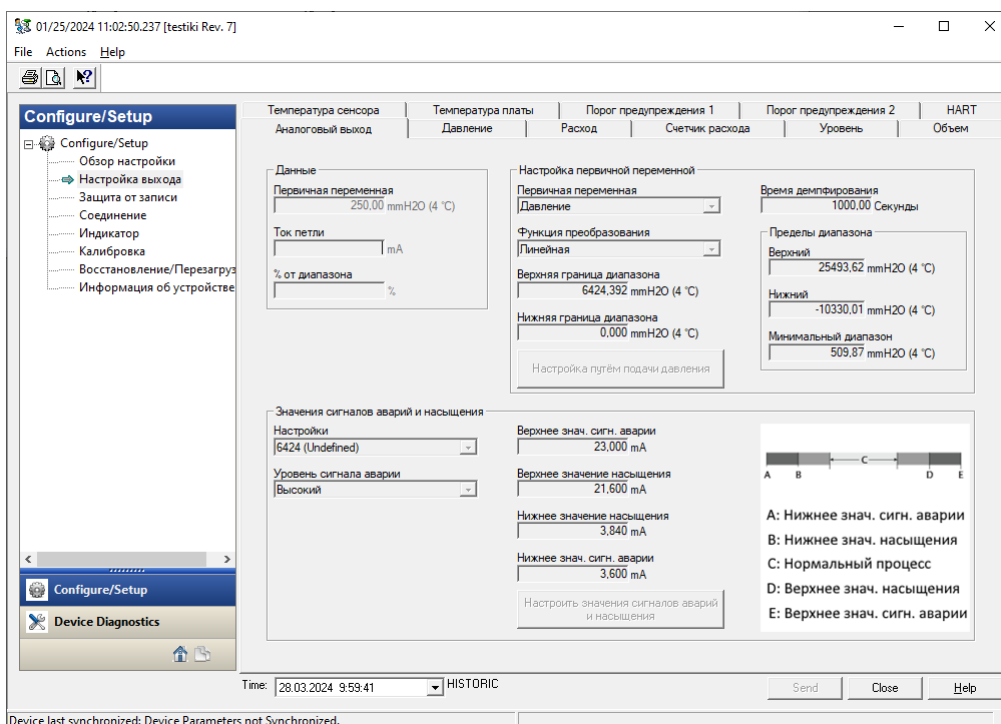 01/25/2024 11:02:50.237 [testiki Rev. 7]
File Actions Help
Configure/Setup
Configure/Setup
Обзор настройки
Настройка выхода
Защита от записи
Соединение
Индикатор
Калибровка
Восстановление/Перезагруз
Информация об устройстве
Configure/Setup
Device Diagnostics
Температура сенсора
Температура платы
Порог предупреждения 1
Порог предупреждения 2
HART
Аналоговый выход
Давление
Расход
Счетчик расхода
Уровень
Объем
Данные
Первичная переменная
250,00 mmH2O (4 °C)
Ток петли
mA
% от диапазона
%
Настройка первичной переменной
Первичная переменная
Давление
Функция преобразования
Линейная
Верхняя граница диапазона
6424,392 mmH2O (4 °C)
Нижняя граница диапазона
0,000 mmH2O (4 °C)
Настройка путём подачи давления
Время демпфирования
1000,00 Секунды
Пределы диапазона
Верхний
25493,62 mmH2O (4 °C)
Нижний
-10330,01 mmH2O (4 °C)
Минимальный диапазон
509,87 mmH2O (4 °C)
Значения сигналов аварий и насыщения
Настройки
6424 (Undefined)
Уровень сигнала аварии
Высокий
Верхнее знач. сигн. аварии
23,000 mA
Верхнее значение насыщения
21,600 mA
Нижнее значение насыщения
3,840 mA
Нижнее знач. сигн. аварии
3,600 mA
Настроить значения сигналов аварий
и насыщения
C
A B D E
A: Нижнее знач. сигн. аварии
B: Нижнее знач. насыщения
C: Нормальный процесс
D: Верхнее знач. насыщения
E: Верхнее знач. сигн. аварии
Time: 28.03.2024 9:59:41 HISTORIC
Send Close Help
Device last synchronized: Device Parameters not Synchronized.